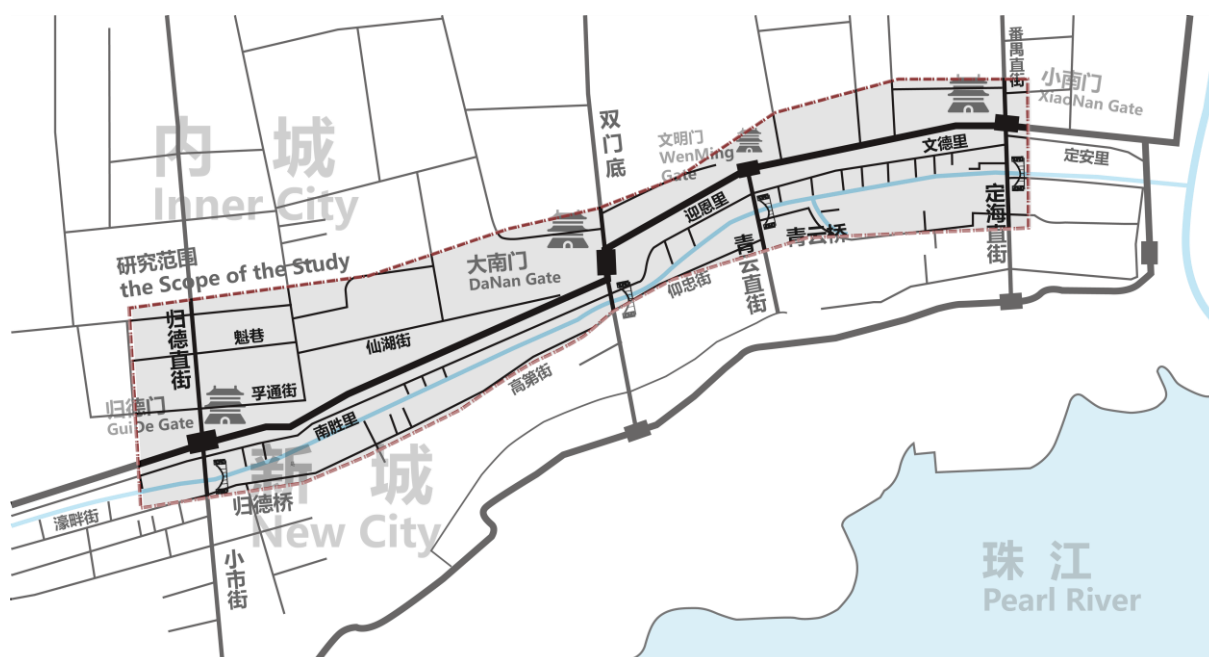 番禺直街
小南门
XiaoNan Gate
双门底
文明门
WenMing
Gate
文德里
定安里
内 城
Inner City
迎恩里
定海直街
青云桥
青云直街
研究范围
the Scope of the Study
大南门
DaNan Gate
仰忠街
归德直街
魁巷
仙湖街
高第街
孚通街
归德门
GuiDe Gate
南胜里
新 城
New City
归德桥
濠畔街
小市街
珠 江
Pearl River